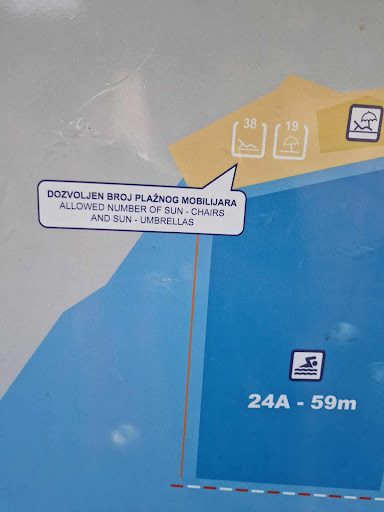 38 19
DOZVOLJEN BROJ PLAŽNOG MOBILIJARA
ALLOWED NUMBER OF SUN - CHAIRS
AND SUN - UMBRELLAS
24A - 59m